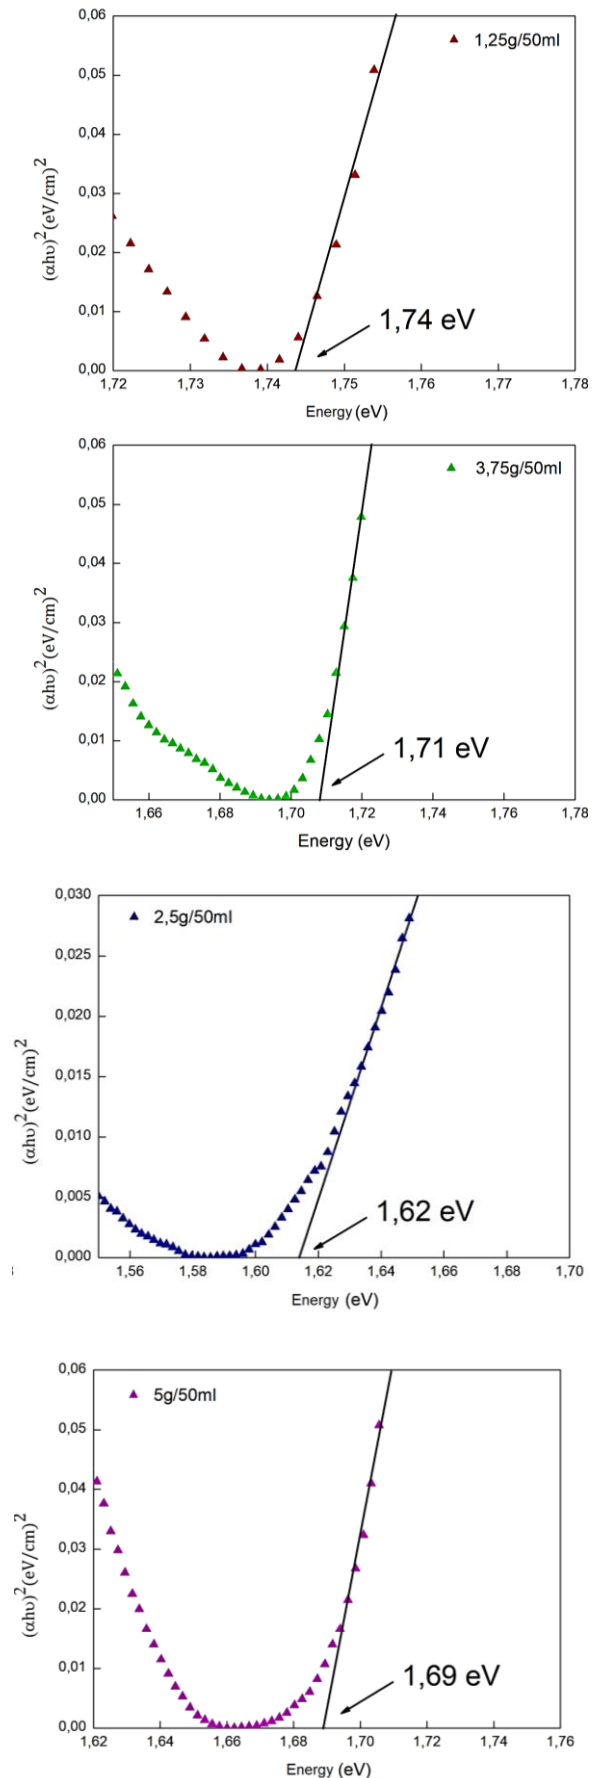 0,06
1,25g/50ml
0,05
0,04
0,03
0,02
0,01
0,00
(αhυ)²(eV/cm)²
1,74 eV
1,72 1,73 1,74 1,75 1,76 1,77 1,78
Energy (eV)
0,06
3,75g/50ml
0,05
0,04
0,03
0,02
0,01
0,00
(αhυ)²(eV/cm)²
1,71 eV
1,66 1,68 1,70 1,72 1,74 1,76 1,78
Energy (eV)
0,030
2,5g/50ml
0,025
0,020
0,015
0,010
0,005
0,000
(αhυ)²(eV/cm)²
1,62 eV
1,56 1,58 1,60 1,62 1,64 1,66 1,68 1,70
Energy (eV)
0,06
5g/50ml
0,05
0,04
0,03
0,02
0,01
0,00
(αhυ)²(eV/cm)²
1,69 eV
1,62 1,64 1,66 1,68 1,70 1,72 1,74 1,76
Energy (eV)